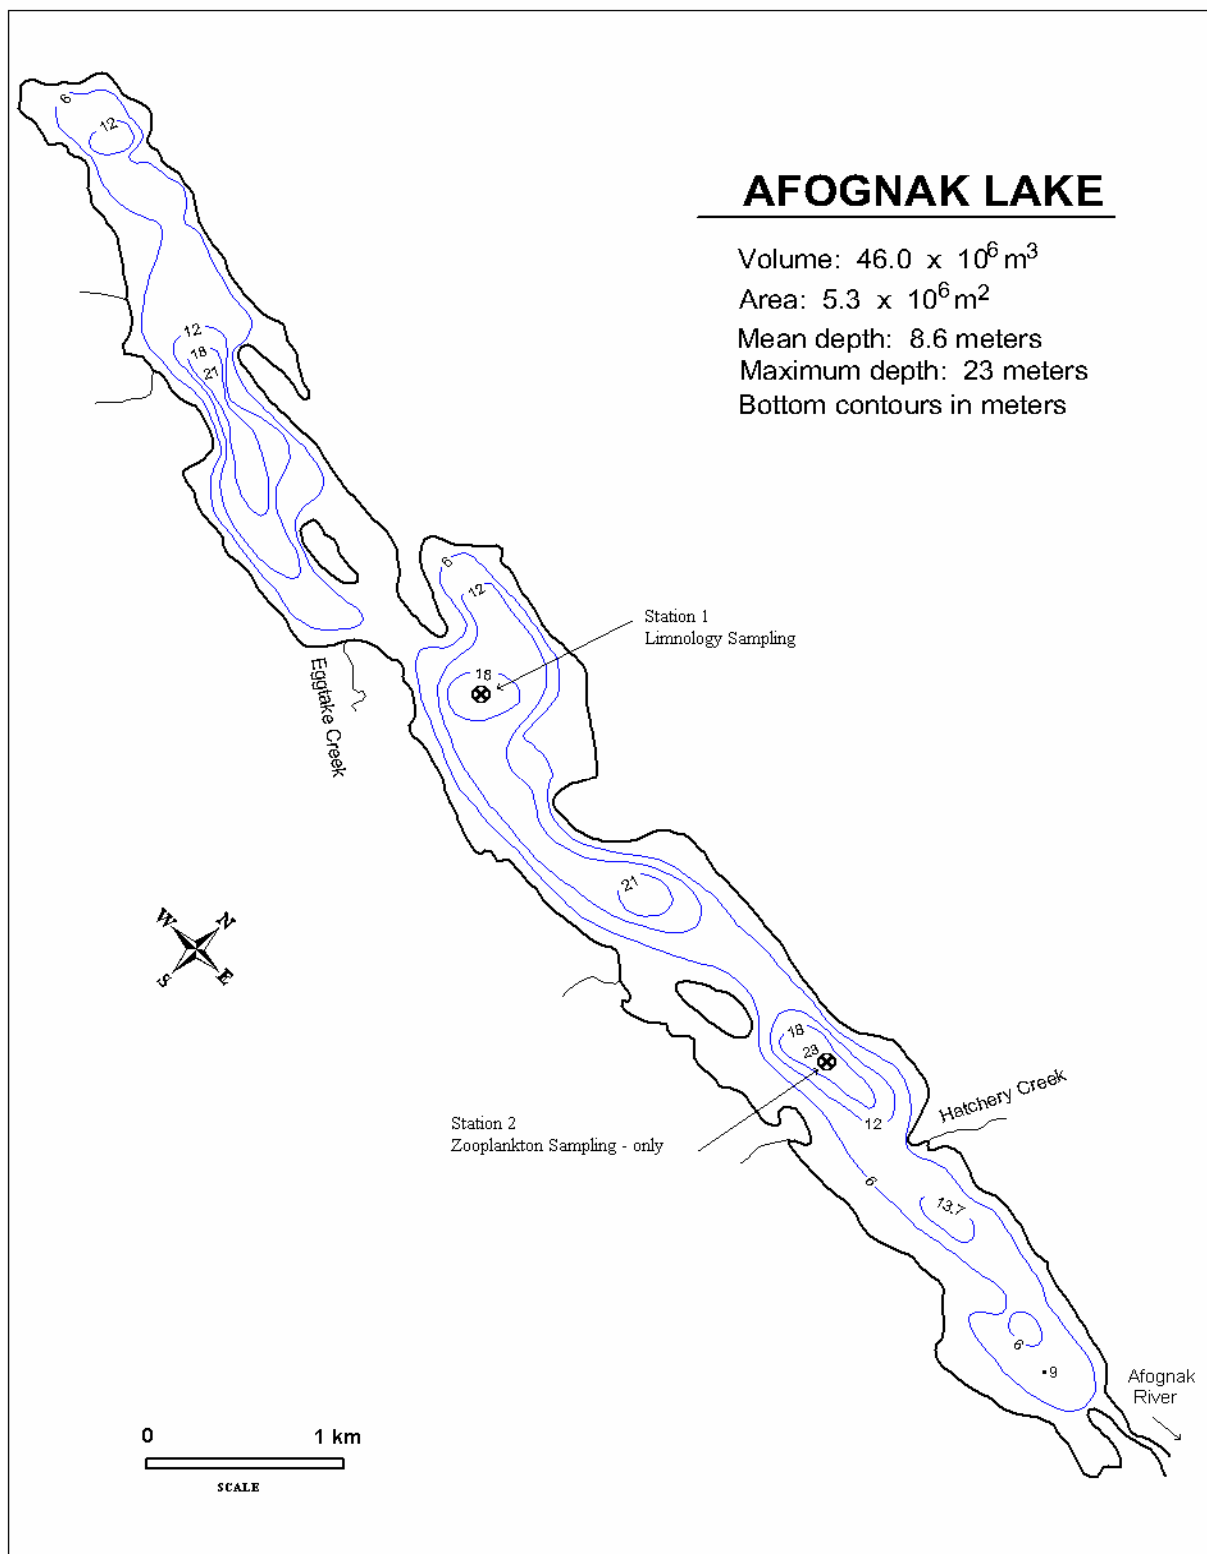 6
12
AFOGNAK LAKE
Volume: 46.0 x 10⁶ m³
Area: 5.3 x 10⁶ m²
Mean depth: 8.6 meters
Maximum depth: 23 meters
Bottom contours in meters
12
18
21
6
12
Station 1
Limnology Sampling
18
Eggtake Creek
21
W N
S E
18
23
Hatchery Creek
Station 2
Zooplankton Sampling - only
12
6
13.7
6
9
Afognak
River
0 1 km
SCALE